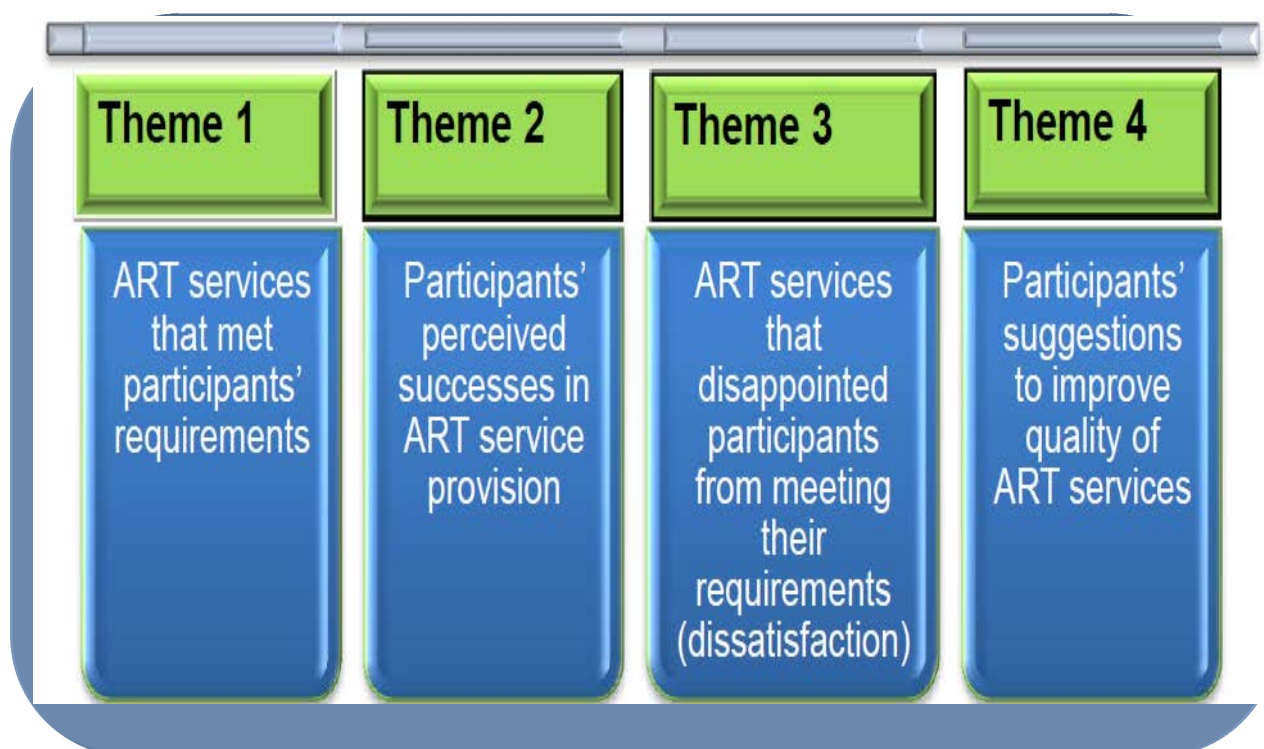 Theme 1
ART services
that met
participants’
requirements
Theme 2
Participants’
perceived
successes in
ART service
provision
Theme 3
ART services
that
disappointed
participants
from meeting
their
requirements
(dissatisfaction)
Theme 4
Participants’
suggestions
to improve
quality of
ART services